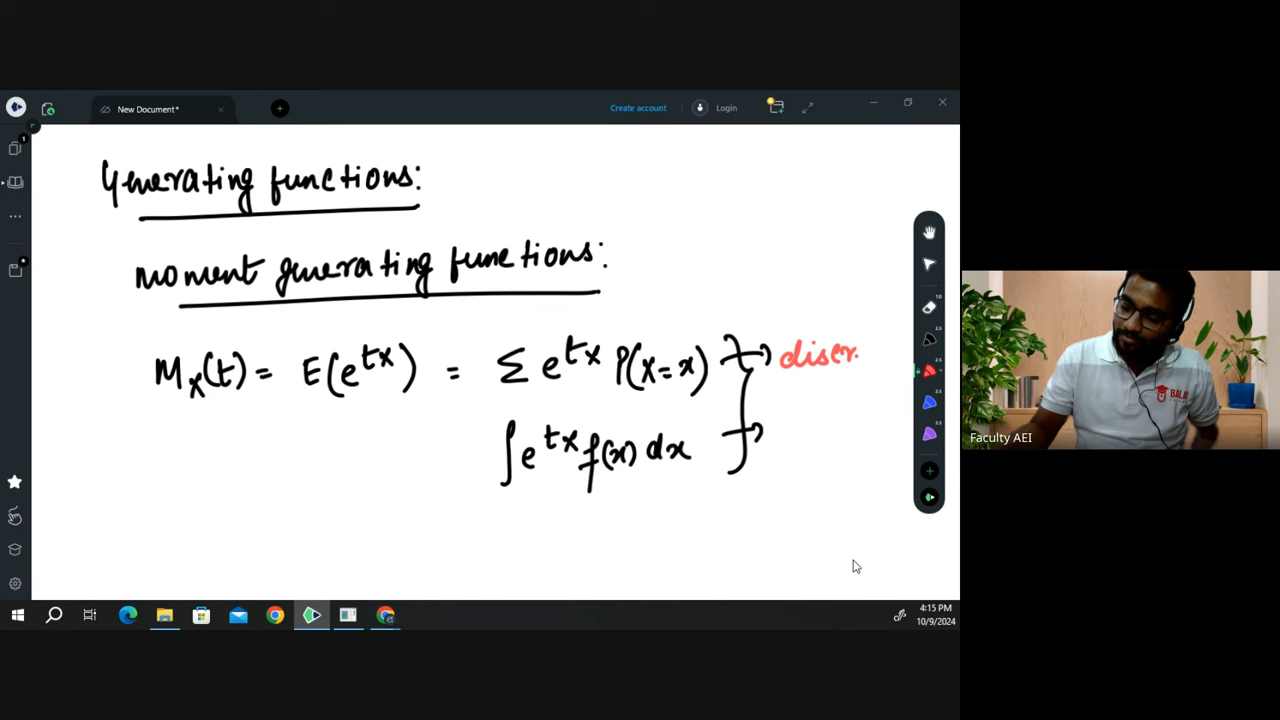 New Document*
Create account
Login
Generating functions:
Moment generating functions:
Mx(t) = E(e^tx) = Σ e^tx P(X=x) → discr.
∫ e^tx f(x) dx →
Faculty AEI
4:15 PM
10/9/2024